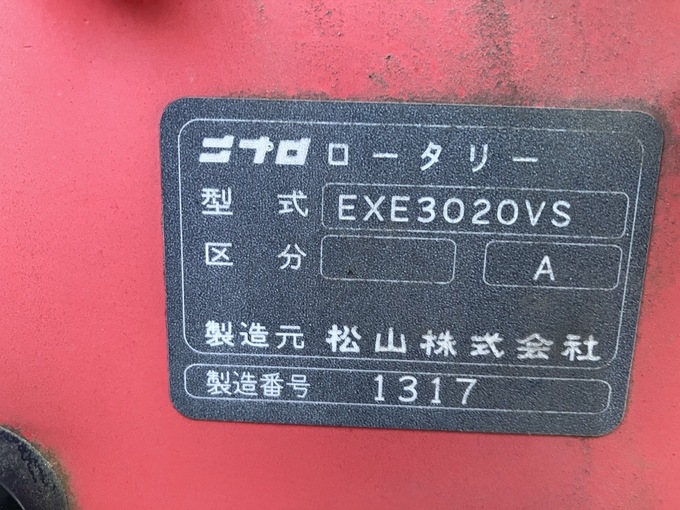 ニプロ ロータリー
型式 EXE3020VS
区分 A
製造元 松山株式会社
製造番号 1317